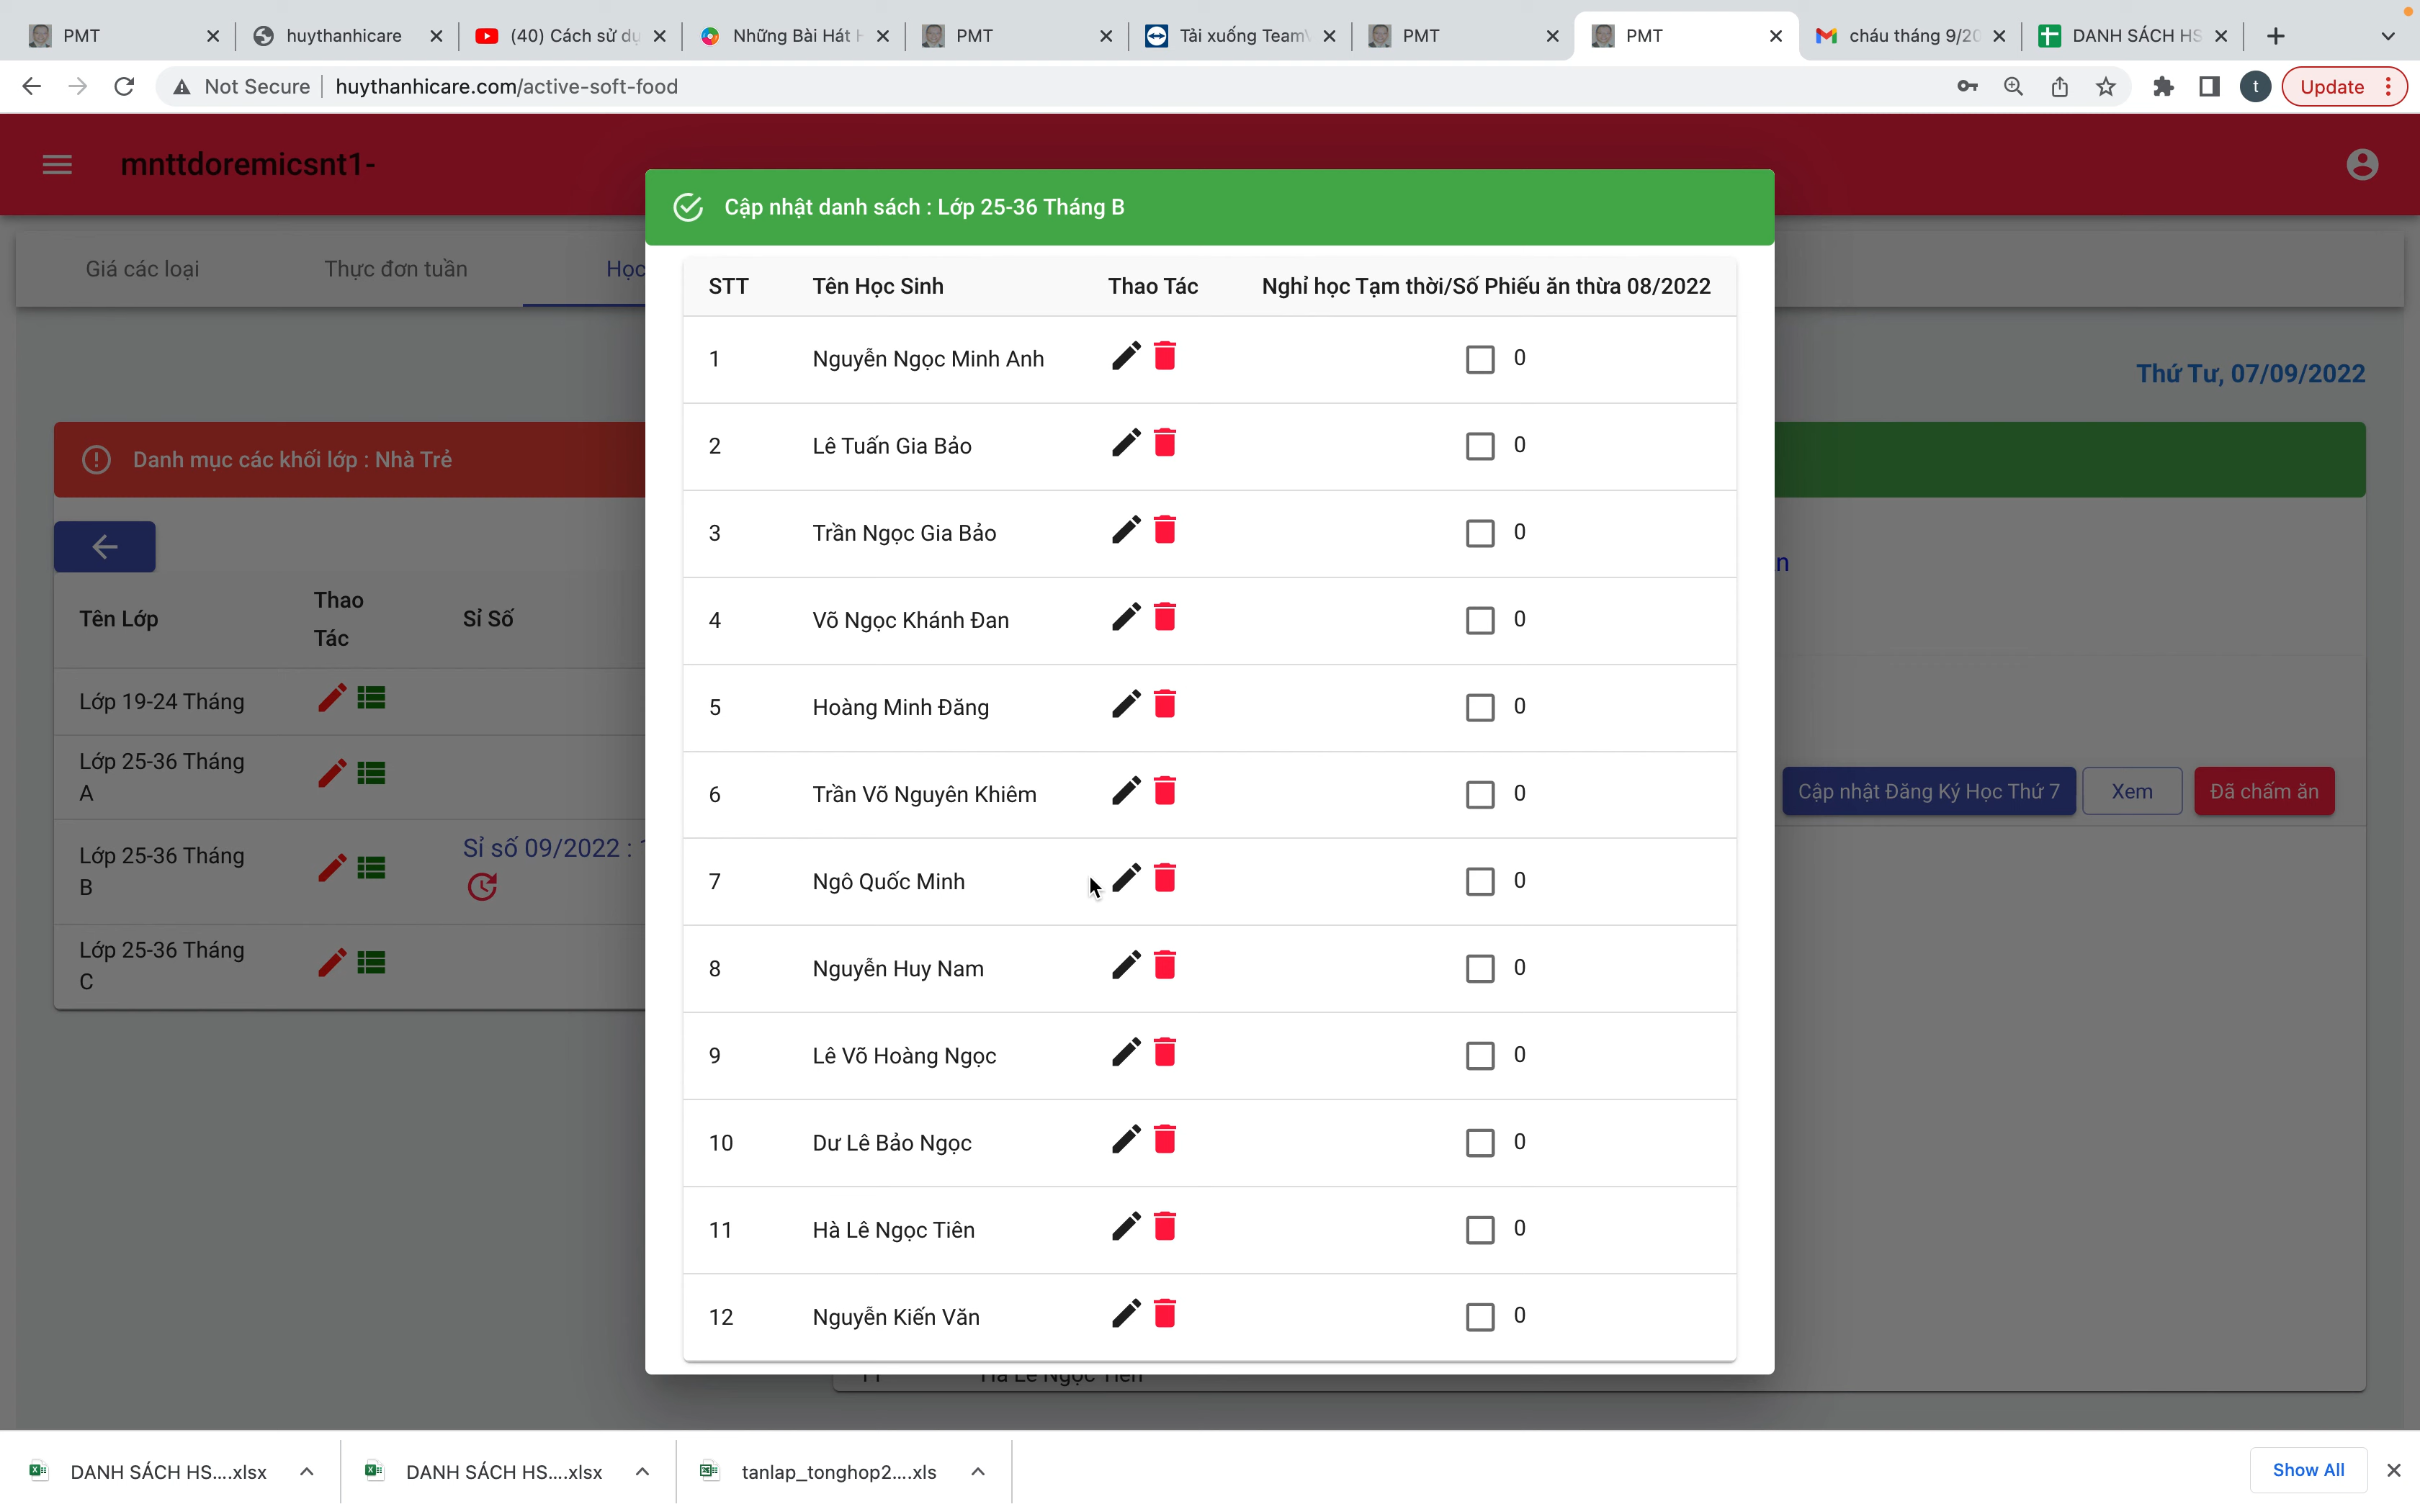 PMT
huythanhicare
(40) Cách sử dụ
Những Bài Hát H
PMT
Tải xuống TeamV
PMT
PMT
cháu tháng 9/20
DANH SÁCH HS
Not Secure
huythanhicare.com/active-soft-food
t
Update
mnttdoremicsnt1-
Cập nhật danh sách : Lớp 25-36 Tháng B
Giá các loại
Thực đơn tuần
Học
Thứ Tư, 07/09/2022
Danh mục các khối lớp : Nhà Trẻ
n
Tên Lớp
Thao
Tác
Sỉ Số
Lớp 19-24 Tháng
Lớp 25-36 Tháng
A
Lớp 25-36 Tháng
B
Sỉ số 09/2022 :
Lớp 25-36 Tháng
C
STT Tên Học Sinh Thao Tác Nghỉ học Tạm thời/Số Phiếu ăn thừa 08/2022
1 Nguyễn Ngọc Minh Anh 0
2 Lê Tuấn Gia Bảo 0
3 Trần Ngọc Gia Bảo 0
4 Võ Ngọc Khánh Đan 0
5 Hoàng Minh Đăng 0
6 Trần Võ Nguyên Khiêm 0
7 Ngô Quốc Minh 0
8 Nguyễn Huy Nam 0
9 Lê Võ Hoàng Ngọc 0
10 Dư Lê Bảo Ngọc 0
11 Hà Lê Ngọc Tiên 0
12 Nguyễn Kiến Văn 0
Cập nhật Đăng Ký Học Thứ 7
Xem
Đã chấm ăn
11 Hà Lê Ngọc Tiên
DANH SÁCH HS....xlsx
DANH SÁCH HS....xlsx
tanlap_tonghop2....xls
Show All